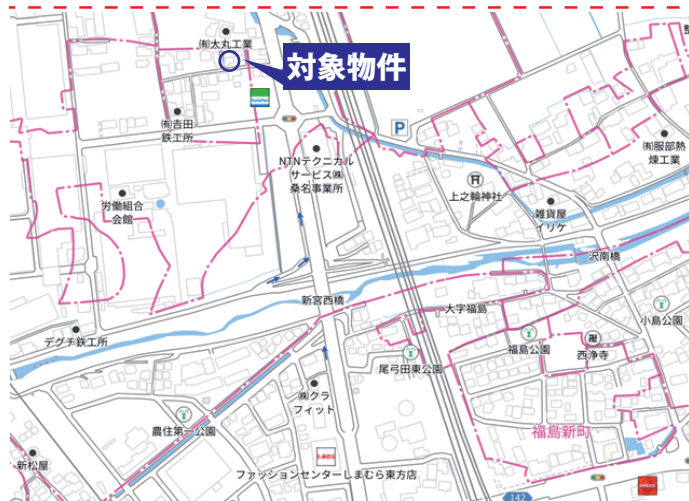 ㈲大丸工業
対象物件
㈲吉田
鉄工所
P
NTNテクニカル
サービス㈱
桑名事業所
㈲服部熱
煉工業
上之輪神社
労働組合
会館
雑貨屋
イリケ
沢南橋
新宮西橋
大字福島
小島公園
デグチ鉄工所
福島公園
西浄寺
尾弓田東公園
㈱クラ
フィット
農住第一公園
福島新町
新松屋
ファッションセンターしまむら東方店
142